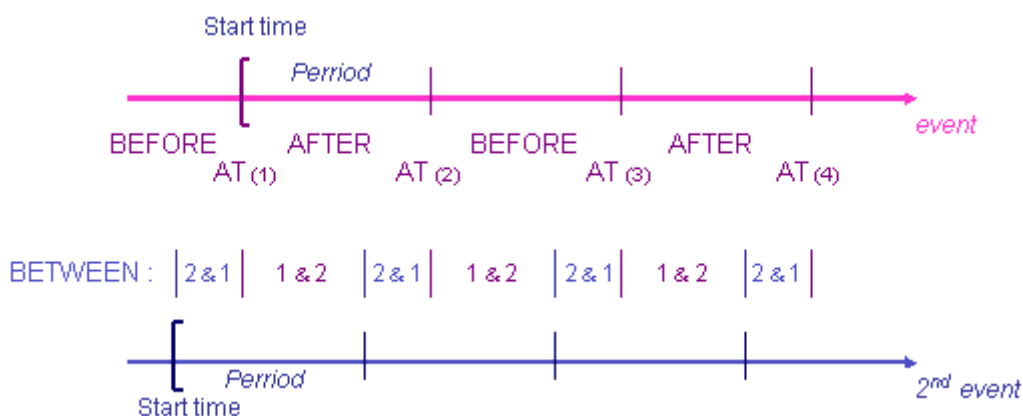 Start time
Perriod
event
BEFORE AFTER BEFORE AFTER
AT (1) AT (2) AT (3) AT (4)
BETWEEN : 2 & 1 1 & 2 2 & 1 1 & 2 2 & 1 1 & 2 2 & 1
Perriod
2nd event
Start time